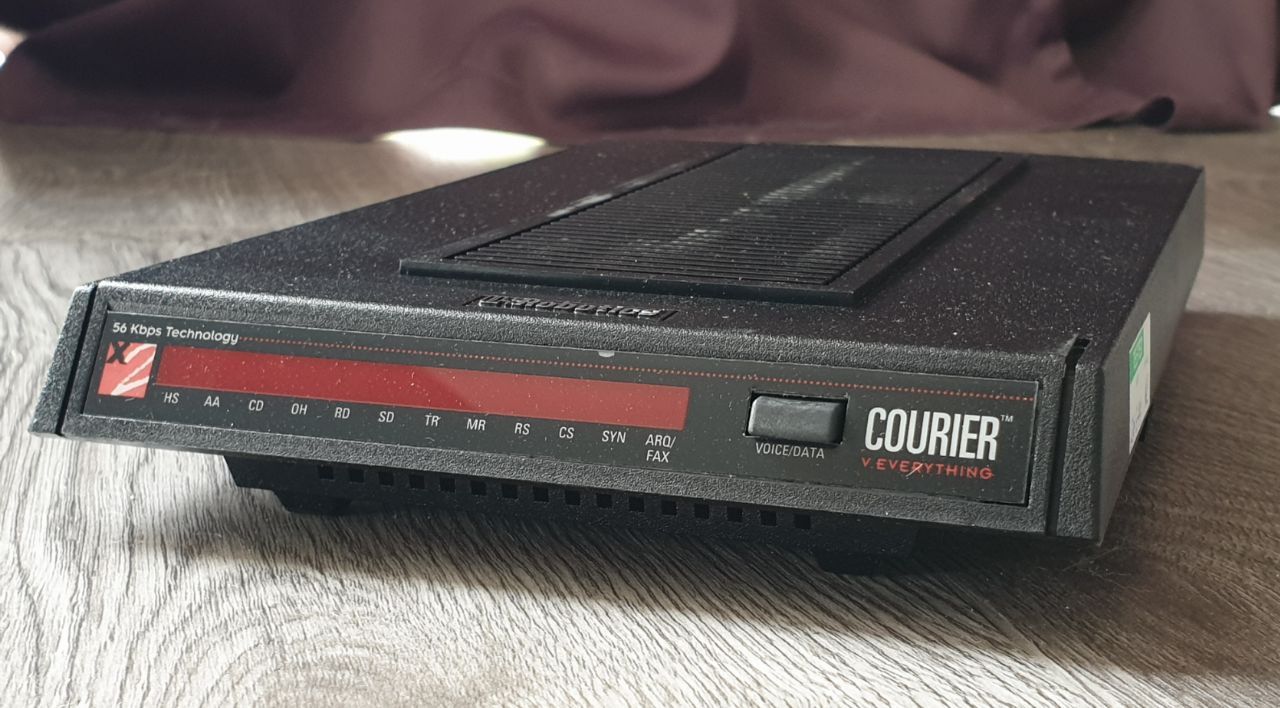 U.S.Robotics
56 Kbps Technology
X2
HS AA CD OH RD SD TR MR RS CS SYN ARQ/
FAX
VOICE/DATA
COURIER™
V.EVERYTHING